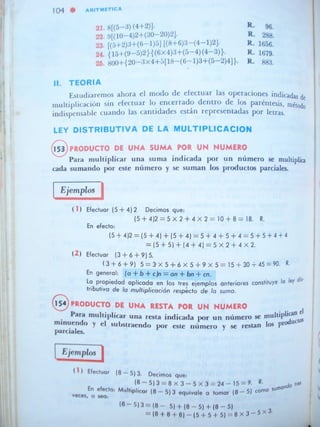 104 • ARITMETICA
21. 8[(5—3)(4+2)]. R. 96.
22. 9[(10—4)2+(30—20)2]. R. 288.
23. [(5+2)3+(6—1)5][(8+6)3—(4—1)2]. R. 1656.
24. {15+(9—5)2}{(6×4)3+(5—4)(4—3)}. R. 1679.
25. 800+{20—3×4+5[18—(6—1)3+(5—2)4]}. R. 883.
II. TEORIA
Estudiaremos ahora el modo de efectuar las operaciones indicadas de
multiplicación sin efectuar lo encerrado dentro de los paréntesis, método
indispensable cuando las cantidades están representadas por letras.
LEY DISTRIBUTIVA DE LA MULTIPLICACION
153 PRODUCTO DE UNA SUMA POR UN NUMERO
Para multiplicar una suma indicada por un número se multiplica
cada sumando por este número y se suman los productos parciales.
Ejemplos
(1) Efectuar (5 + 4) 2 Decimos que:
(5 + 4)2 = 5 × 2 + 4 × 2 = 10 + 8 = 18. R.
En efecto:
(5 + 4)2 = (5 + 4) + (5 + 4) = 5 + 4 + 5 + 4 = 5 + 5 + 4 + 4
= (5 + 5) + (4 + 4) = 5 × 2 + 4 × 2.
(2) Efectuar (3 + 6 + 9) 5.
(3 + 6 + 9) 5 = 3 × 5 + 6 × 5 + 9 × 5 = 15 + 30 + 45 = 90. R.
En general: (a + b + c)n = an + bn + cn.
La propiedad aplicada en los tres ejemplos anteriores constituye la ley dis-
tributiva de la multiplicación respecto de la suma.
154 PRODUCTO DE UNA RESTA POR UN NUMERO
Para multiplicar una resta indicada por un número se multiplican el
minuendo y el substraendo por este número y se restan los productos
parciales.
Ejemplos
(1) Efectuar (8 — 5) 3. Decimos que:
(8 — 5) 3 = 8 × 3 — 5 × 3 = 24 — 15 = 9. R.
En efecto: Multiplicar (8 — 5) 3 equivale a tomar (8 — 5) como sumando tres
veces, o sea:
(8 — 5) 3 = (8 — 5) + (8 — 5) + (8 — 5)
= (8 + 8 + 8) — (5 + 5 + 5) = 8 × 3 — 5 × 3.